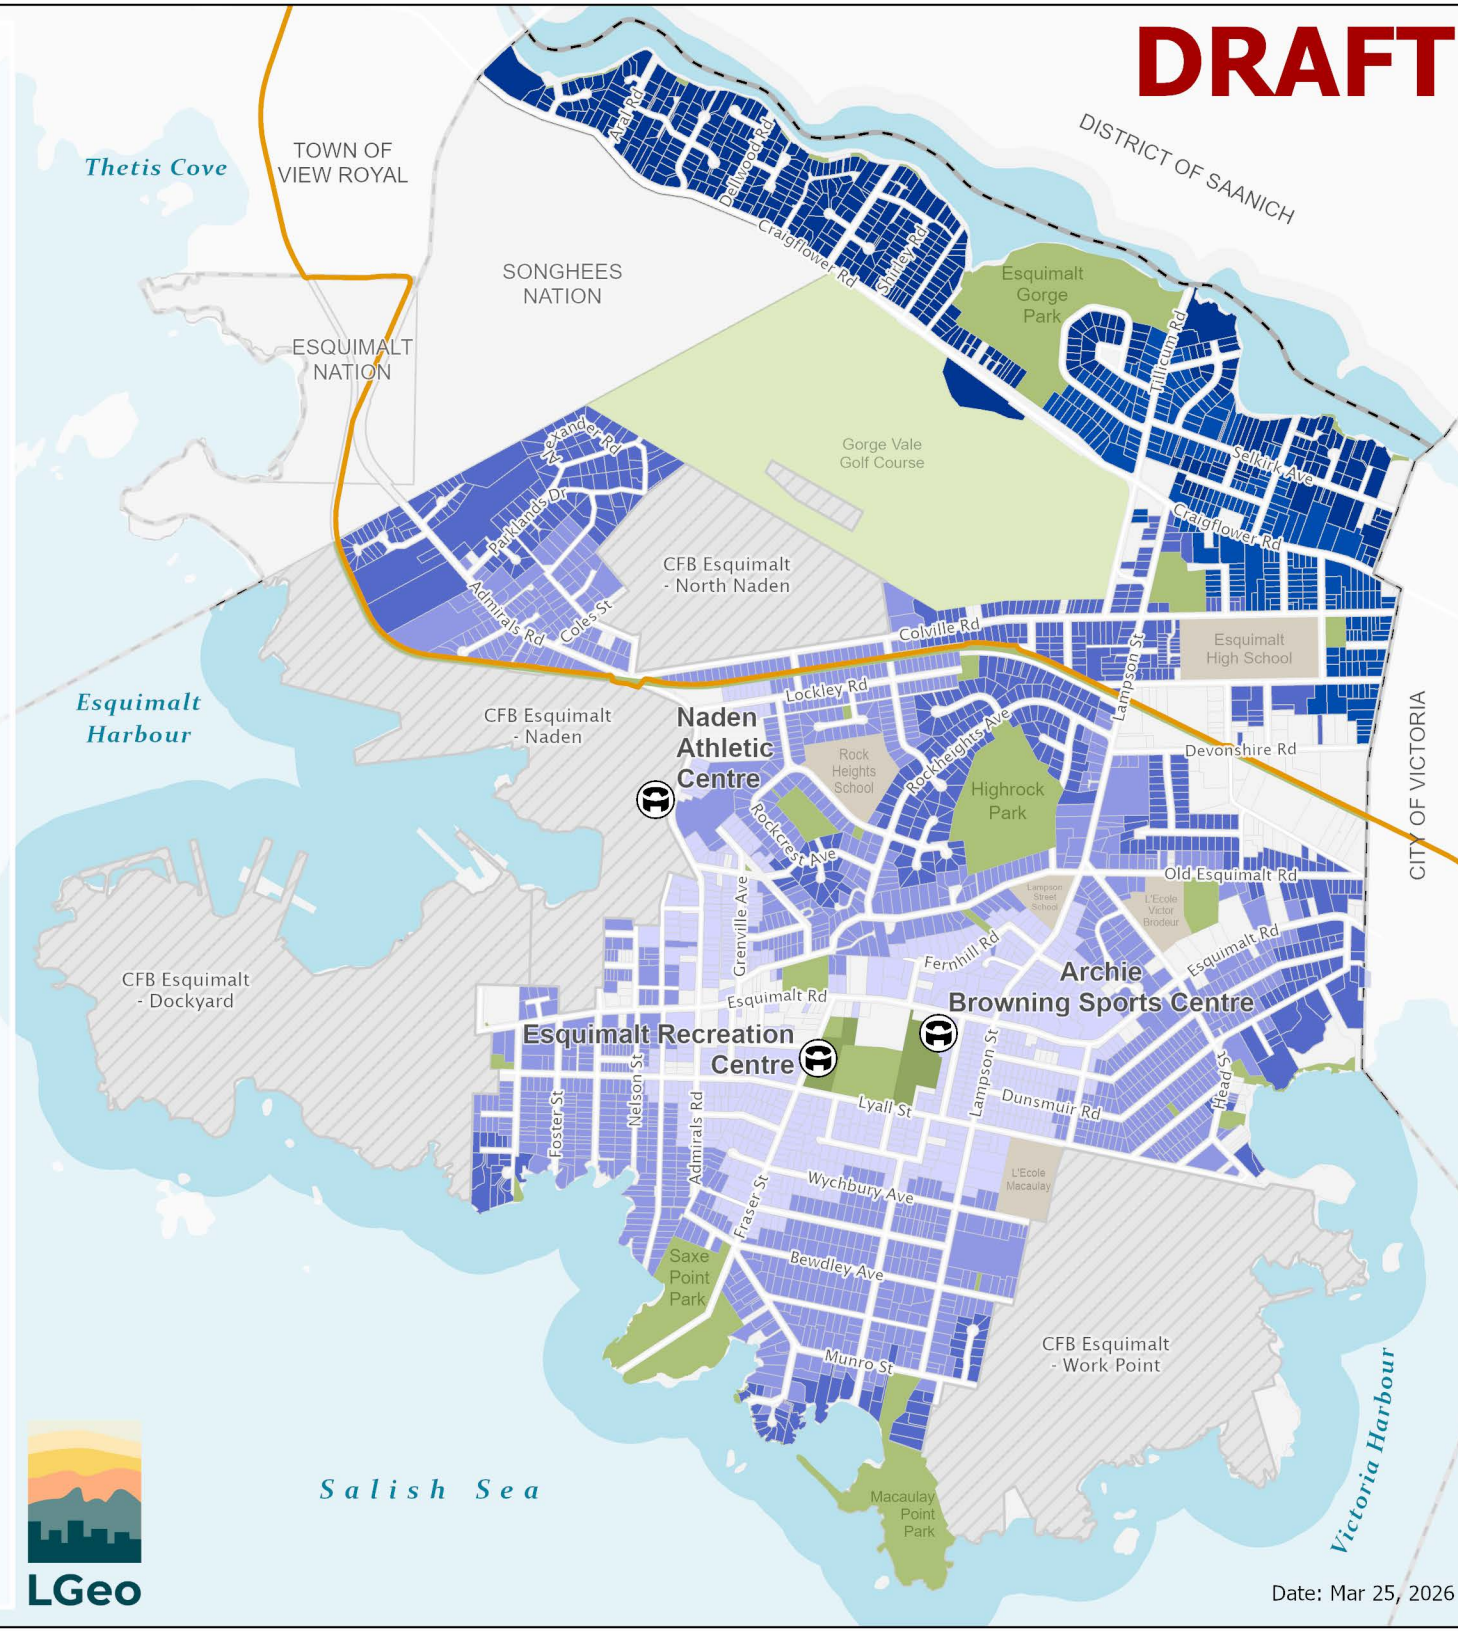 DRAFT
DISTRICT OF SAANICH
TOWN OF
VIEW ROYAL
Thetis Cove
Aral Rd
Dellwood Rd
Craigflower Rd
Shirley Rd
SONGHEES
NATION
Esquimalt
Gorge
Park
Tillicum Rd
ESQUIMALT
NATION
Alexander Rd
Gorge Vale
Golf Course
Selkirk Ave
Parklands Dr
Craigflower Rd
CFB Esquimalt
- North Naden
Admirals Rd
Coles St
Colville Rd
Esquimalt
High School
Lampson St
Esquimalt
Harbour
CFB Esquimalt
- Naden
Lockley Rd
Naden
Athletic
Centre
Rock
Heights
School
Rockheights Ave
Devonshire Rd
Highrock
Park
CITY OF VICTORIA
Rockcrest Ave
Lampson
Street
School
Old Esquimalt Rd
L'Ecole
Victor
Brodeur
Grenville Ave
Fernhill Rd
Esquimalt Rd
CFB Esquimalt
- Dockyard
Archie
Browning Sports Centre
Esquimalt Rd
Esquimalt Recreation
Centre
Nelson St
Lampson St
Head St
Foster St
Admirals Rd
Lyall St
Dunsmuir Rd
L'Ecole
Macaulay
Wychbury Ave
Fraser St
Saxe
Point
Park
Bewdley Ave
CFB Esquimalt
- Work Point
Munro St
Victoria Harbour
Salish Sea
Macaulay
Point
Park
LGeo
Date: Mar 25, 2026